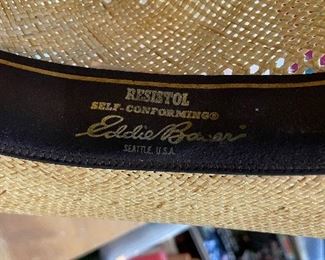 RESISTOL
SELF-CONFORMING®
Eddie Bauer
SEATTLE, U.S.A.